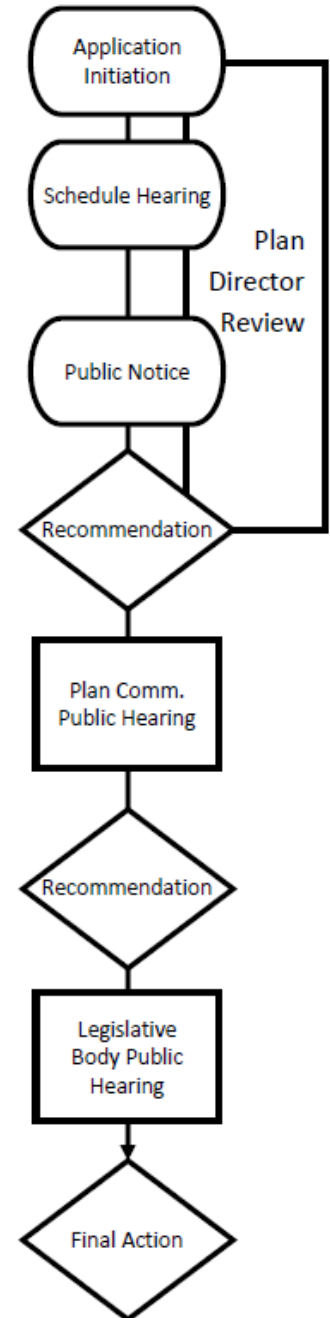 Application
Initiation
Schedule Hearing
Plan
Director
Review
Public Notice
Recommendation
Plan Comm.
Public Hearing
Recommendation
Legislative
Body Public
Hearing
Final Action